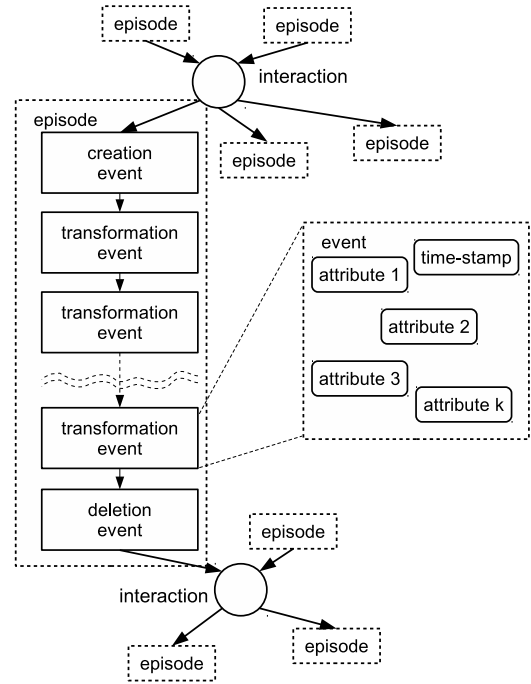 episode
episode
interaction
episode
episode
episode
creation
event
transformation
event
transformation
event
event
time-stamp
attribute 1
attribute 2
attribute 3
attribute k
transformation
event
deletion
event
episode
interaction
episode
episode